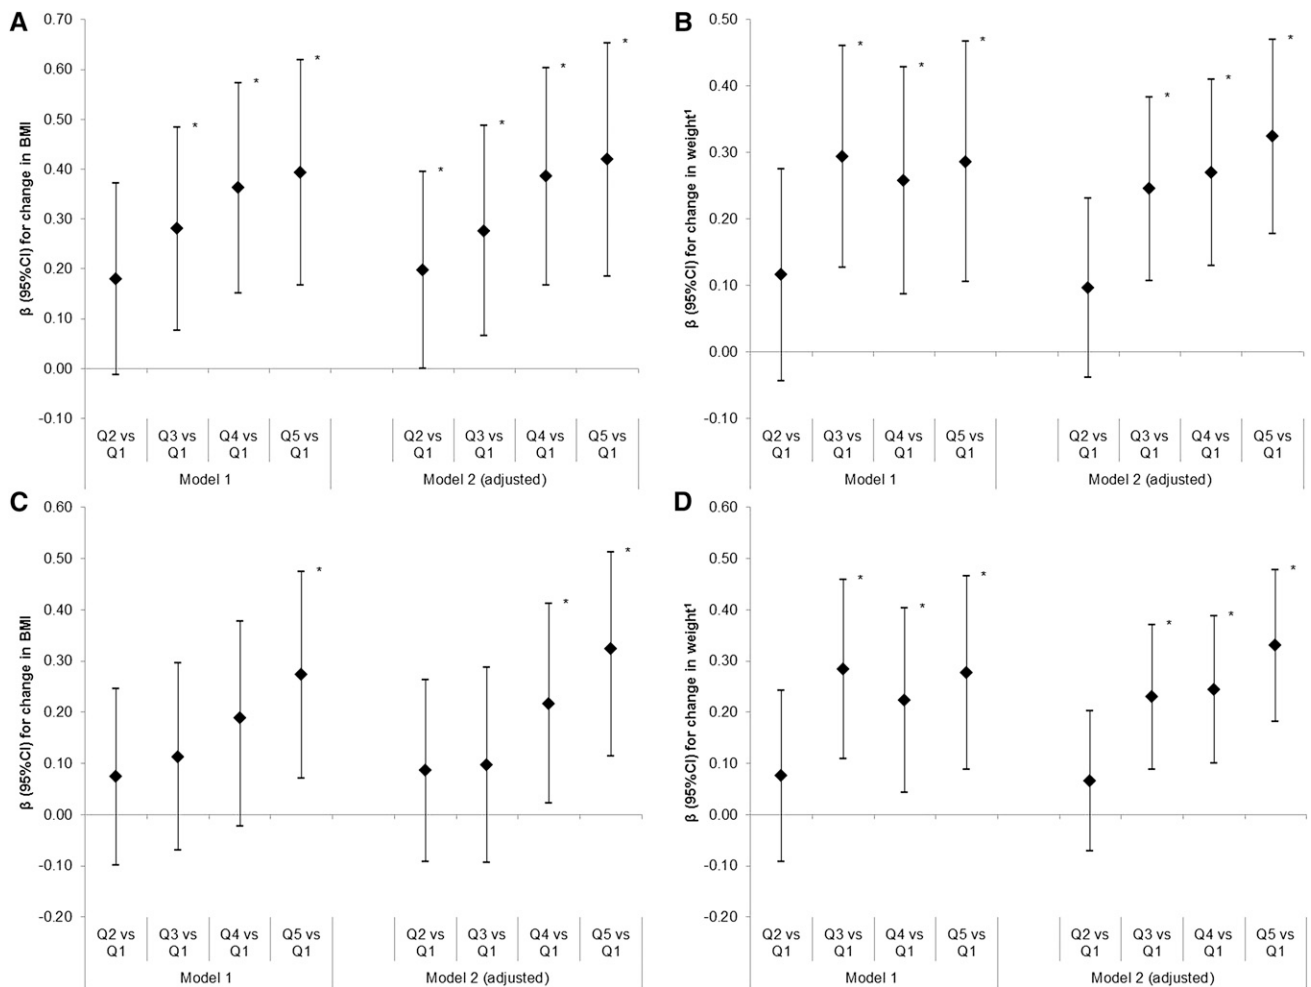 A
β (95%CI) for change in BMI
0.70
0.60
*
*
*
*
0.50
*
*
0.40
*
0.30
0.20
0.10
0.00
-0.10
Q2 vs Q1
Q3 vs Q1
Q4 vs Q1
Q5 vs Q1
Q2 vs Q1
Q3 vs Q1
Q4 vs Q1
Q5 vs Q1
Model 1
Model 2 (adjusted)
B
β (95%CI) for change in weight¹
0.50
*
*
*
*
*
0.40
*
0.30
0.20
0.10
0.00
-0.10
Q2 vs Q1
Q3 vs Q1
Q4 vs Q1
Q5 vs Q1
Q2 vs Q1
Q3 vs Q1
Q4 vs Q1
Q5 vs Q1
Model 1
Model 2 (adjusted)
C
β (95%CI) for change in BMI
0.60
*
0.50
*
*
0.40
0.30
0.20
0.10
0.00
-0.10
-0.20
Q2 vs Q1
Q3 vs Q1
Q4 vs Q1
Q5 vs Q1
Q2 vs Q1
Q3 vs Q1
Q4 vs Q1
Q5 vs Q1
Model 1
Model 2 (adjusted)
D
β (95%CI) for change in weight¹
0.60
0.50
*
*
*
*
0.40
*
*
0.30
0.20
0.10
0.00
-0.10
-0.20
Q2 vs Q1
Q3 vs Q1
Q4 vs Q1
Q5 vs Q1
Q2 vs Q1
Q3 vs Q1
Q4 vs Q1
Q5 vs Q1
Model 1
Model 2 (adjusted)